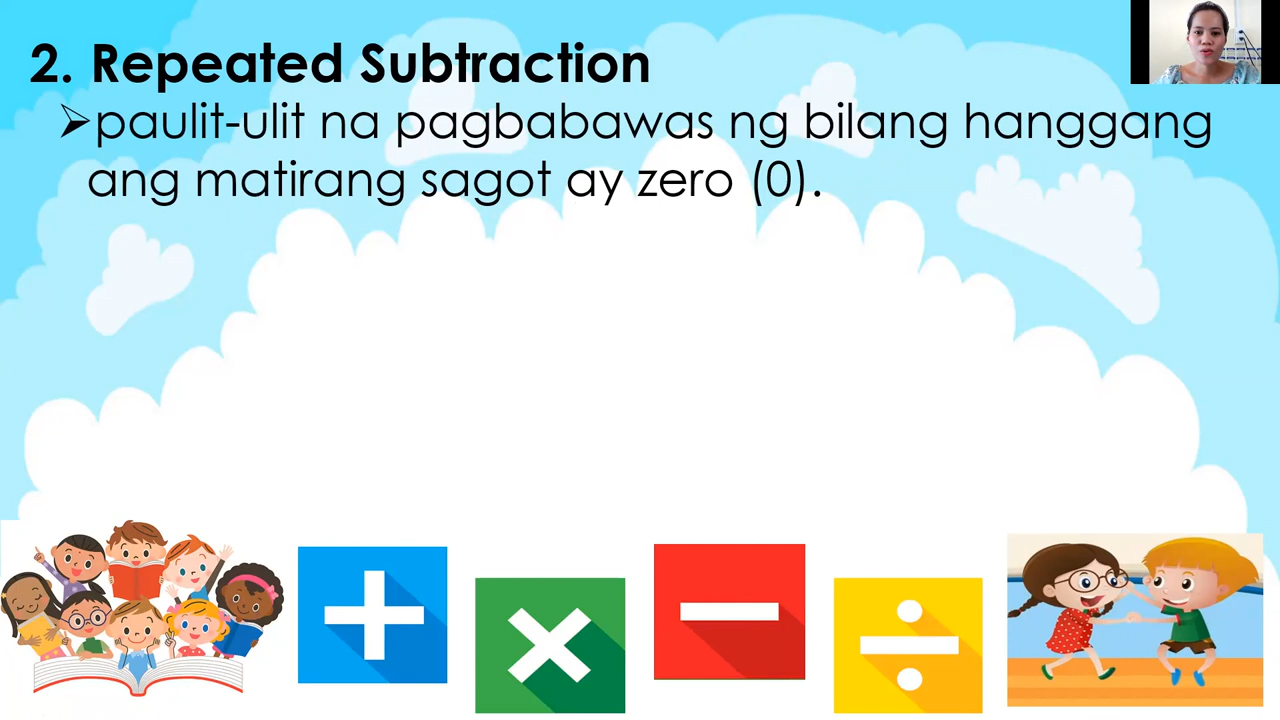 2. Repeated Subtraction
➢paulit-ulit na pagbabawas ng bilang hanggang
ang matirang sagot ay zero (0).